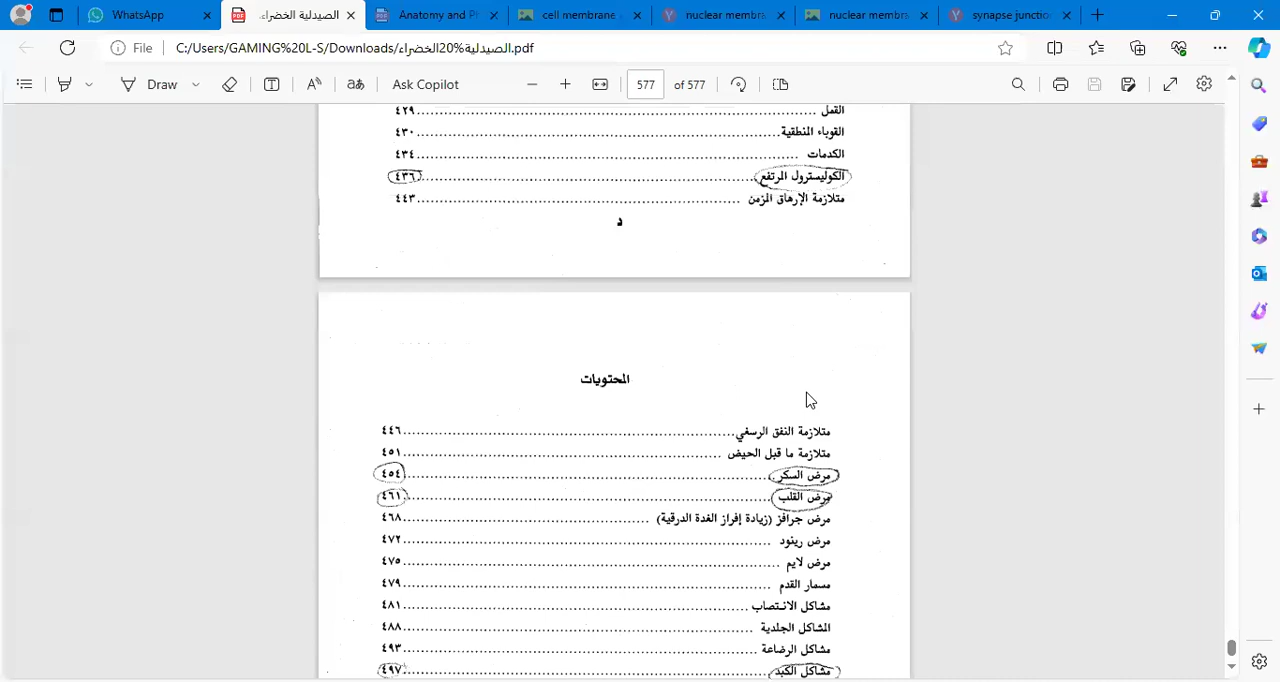 WhatsApp
الصيدلية الخضراء.
Anatomy and Ph
cell membrane
nuclear membra
nuclear membra
synapse junctio
File
C:/Users/GAMING%20L-S/Downloads/الصيدلية%20الخضراء.pdf
Draw
Ask Copilot
577 of 577
القمل ٤٢٩
القوباء المنطقية ٤٣٠
الكدمات ٤٣٤
الكوليسترول المرتفع ٤٣٦
متلازمة الإرهاق المزمن ٤٤٣
د
المحتويات
متلازمة النفق الرسغي ٤٤٦
متلازمة ما قبل الحيض ٤٥١
مرض السكر ٤٥٤
مرض القلب ٤٦١
مرض جرافز (زيادة إفراز الغدة الدرقية) ٤٦٨
مرض رينود ٤٧٢
مرض لايم ٤٧٥
مسمار القدم ٤٧٩
مشاكل الانتصاب ٤٨١
المشاكل الجلدية ٤٨٨
مشاكل الرضاعة ٤٩٣
مشاكل الكبد ٤٩٧